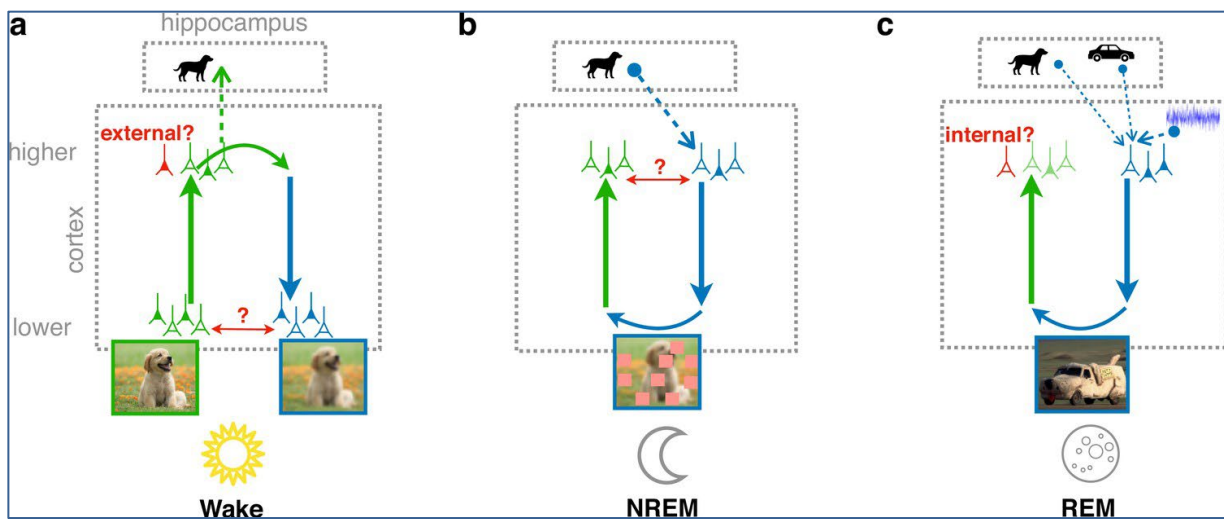 a
hippocampus
external?
higher
cortex
lower
?
Wake
b
?
NREM
c
internal?
REM